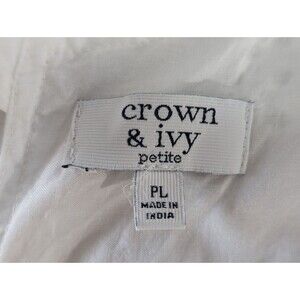 crown
& ivy
petite
PL
MADE IN
INDIA